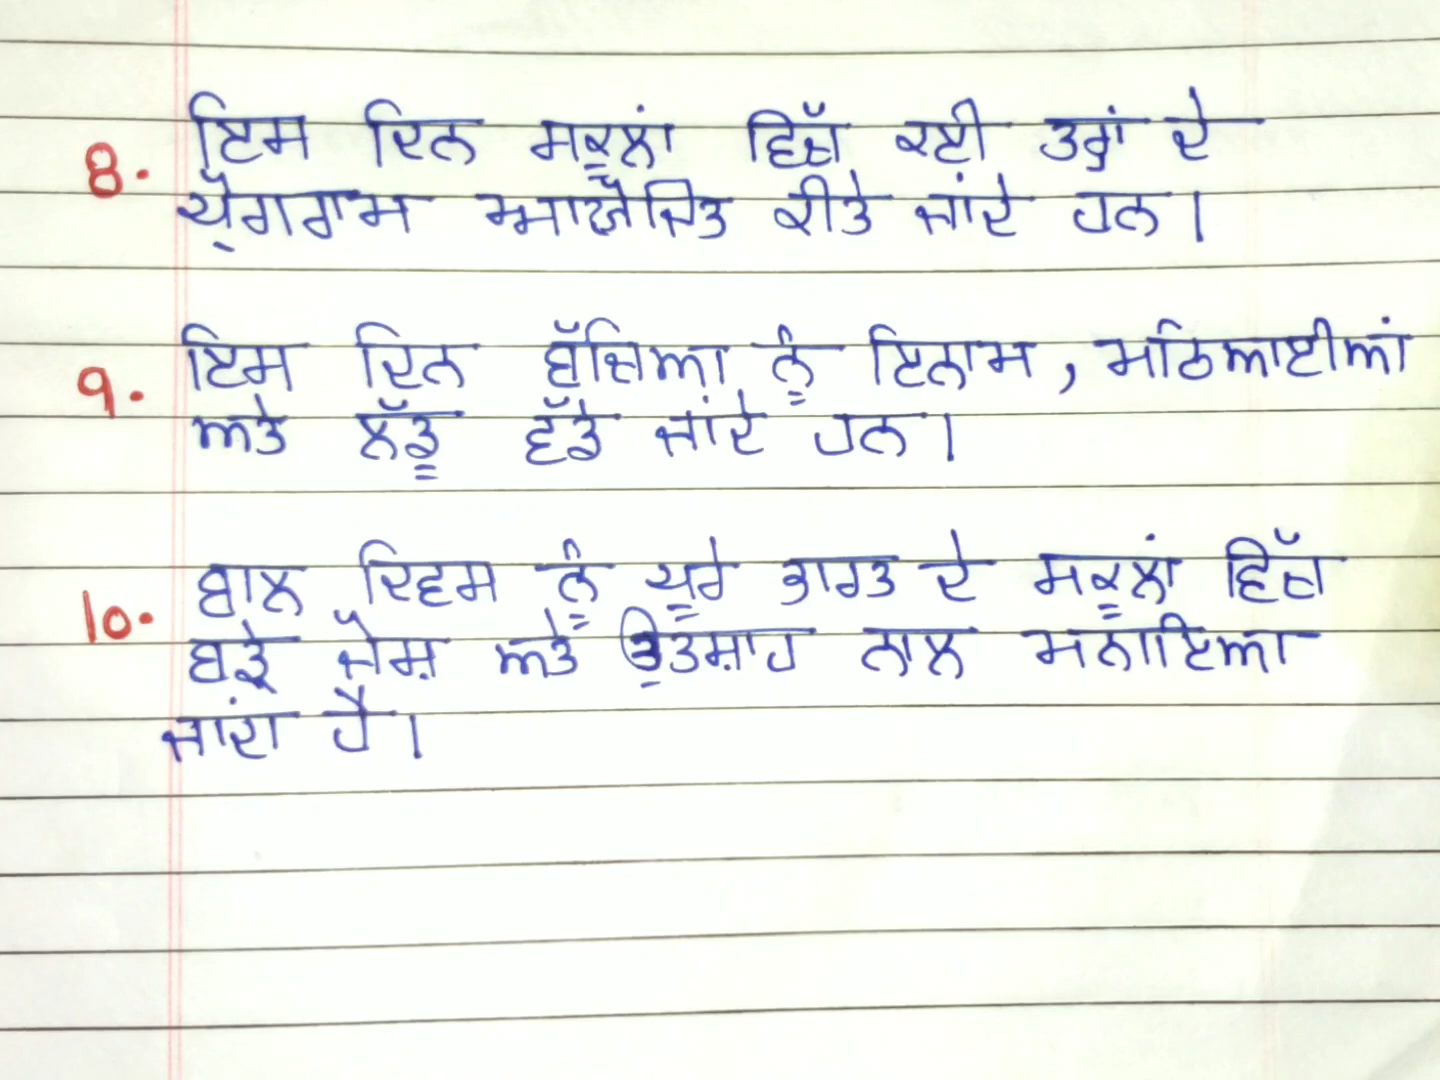 8. ਇਸ ਦਿਨ ਸਕੂਲਾਂ ਵਿੱਚ ਕਈ ਤਰ੍ਹਾਂ ਦੇ
ਪ੍ਰੋਗਰਾਮ ਆਯੋਜਿਤ ਕੀਤੇ ਜਾਂਦੇ ਹਨ।
9. ਇਸ ਦਿਨ ਬੱਚਿਆਂ ਨੂੰ ਇਨਾਮ, ਮਠਿਆਈਆਂ
ਅਤੇ ਲੱਡੂ ਵੰਡੇ ਜਾਂਦੇ ਹਨ।
10. ਬਾਲ ਦਿਵਸ ਨੂੰ ਪੂਰੇ ਭਾਰਤ ਦੇ ਸਕੂਲਾਂ ਵਿੱਚ
ਬੜੇ ਜੋਸ਼ ਅਤੇ ਉਤਸ਼ਾਹ ਨਾਲ ਮਨਾਇਆ
ਜਾਂਦਾ ਹੈ।